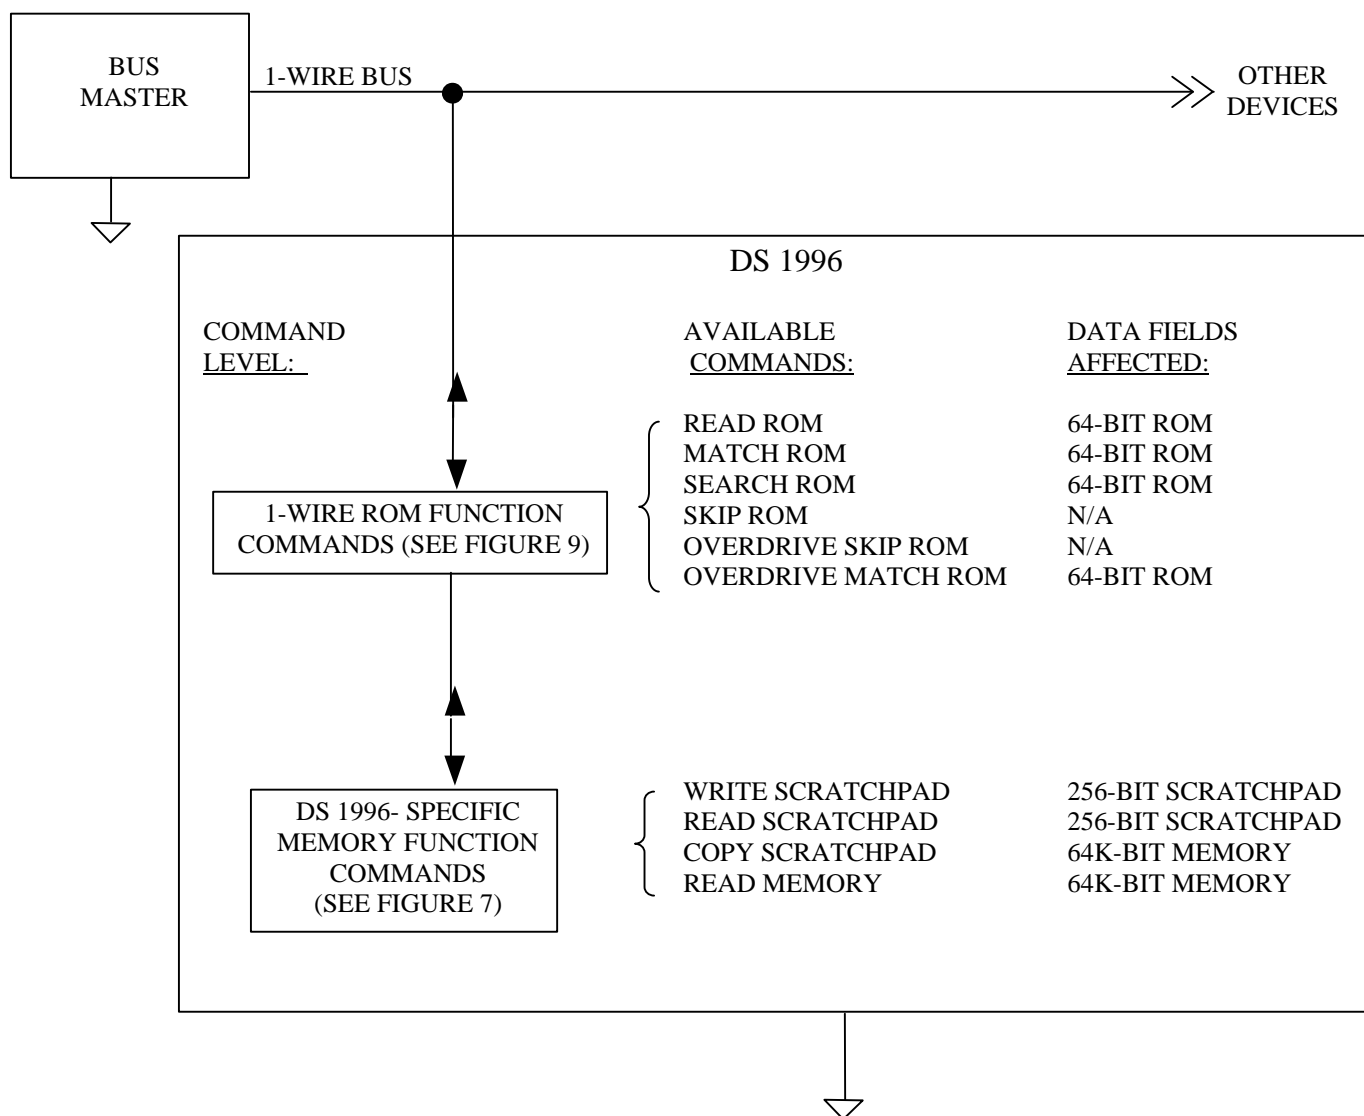 BUS
MASTER
1-WIRE BUS
OTHER
DEVICES
DS 1996
COMMAND
LEVEL:
AVAILABLE
COMMANDS:
DATA FIELDS
AFFECTED:
READ ROM 64-BIT ROM
MATCH ROM 64-BIT ROM
SEARCH ROM 64-BIT ROM
SKIP ROM N/A
OVERDRIVE SKIP ROM N/A
OVERDRIVE MATCH ROM 64-BIT ROM
1-WIRE ROM FUNCTION
COMMANDS (SEE FIGURE 9)
WRITE SCRATCHPAD 256-BIT SCRATCHPAD
READ SCRATCHPAD 256-BIT SCRATCHPAD
COPY SCRATCHPAD 64K-BIT MEMORY
READ MEMORY 64K-BIT MEMORY
DS 1996- SPECIFIC
MEMORY FUNCTION
COMMANDS
(SEE FIGURE 7)